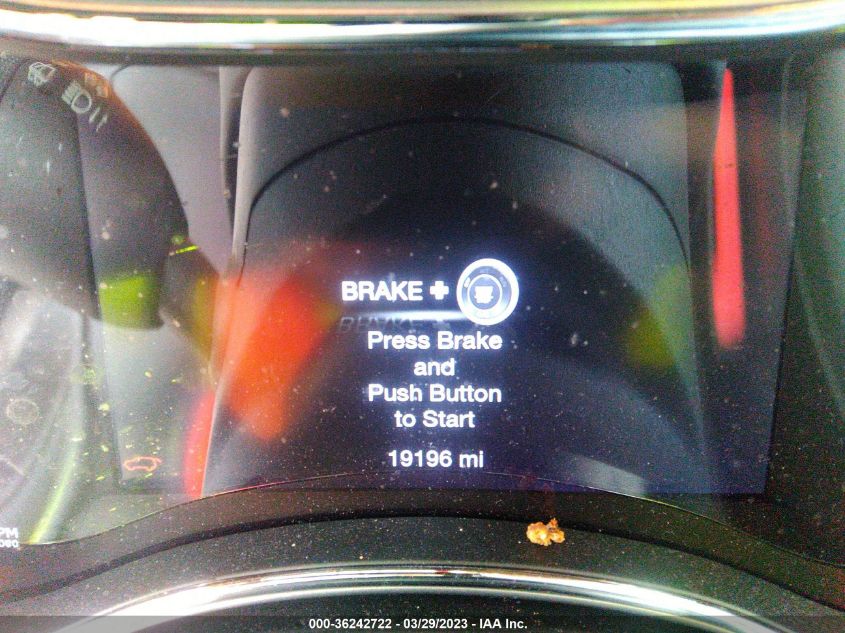 BRAKE +
Press Brake
and
Push Button
to Start
19196 mi
000-36242722 - 03/29/2023 - IAA Inc.